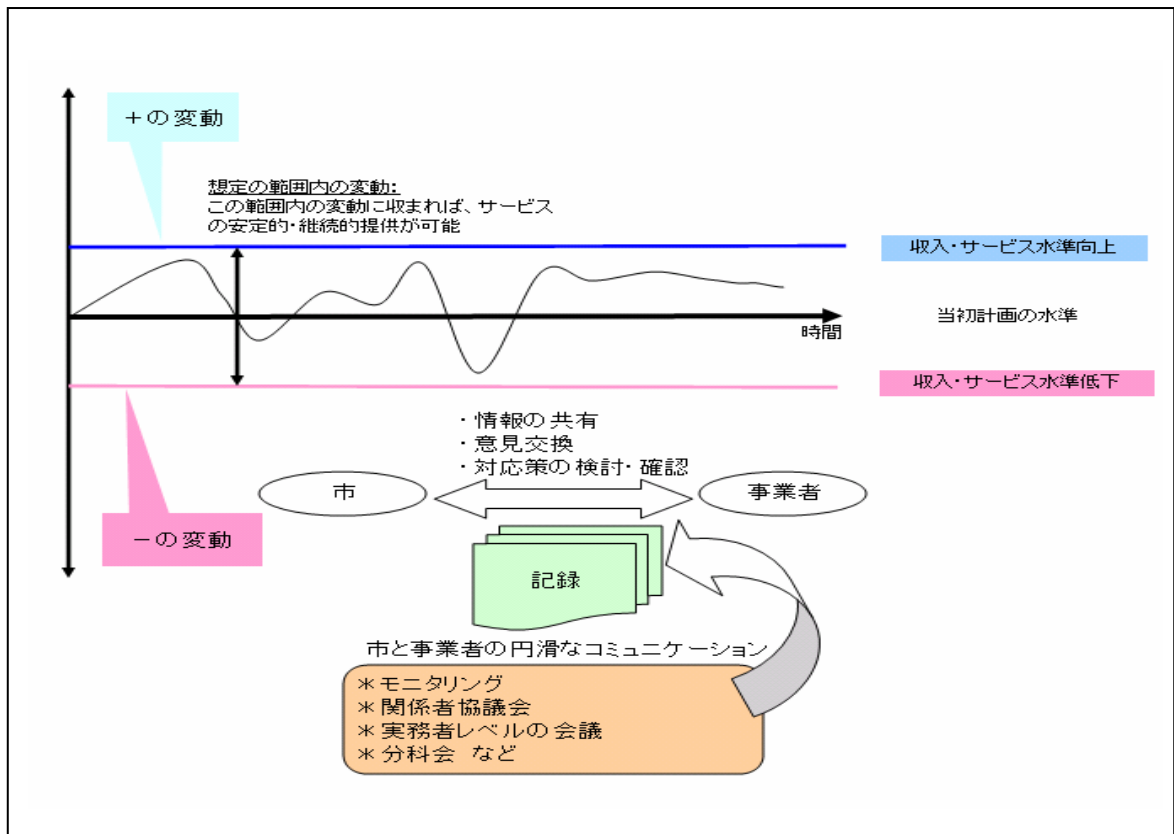 ＋の変動
想定の範囲内の変動:
この範囲内の変動に収まれば、サービス
の安定的・継続的提供が可能
収入・サービス水準向上
当初計画の水準
時間
収入・サービス水準低下
・情報の共有
・意見交換
・対応策の検討・確認
市
事業者
－の変動
記録
市と事業者の円滑なコミュニケーション
＊モニタリング
＊関係者協議会
＊実務者レベルの会議
＊分科会 など